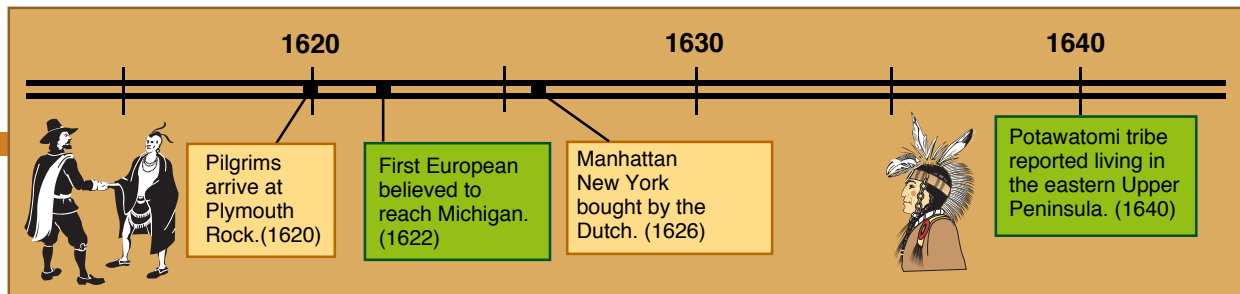 1620
1630
1640
Pilgrims
arrive at
Plymouth
Rock.(1620)
First European
believed to
reach Michigan.
(1622)
Manhattan
New York
bought by the
Dutch. (1626)
Potawatomi tribe
reported living in
the eastern Upper
Peninsula. (1640)